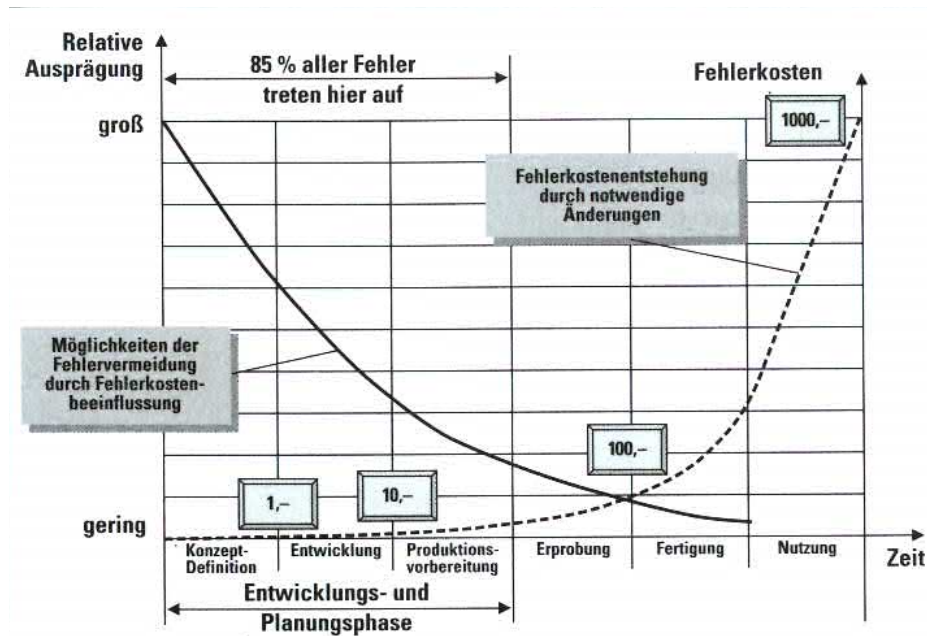 Relative
Ausprägung
85 % aller Fehler
treten hier auf
Fehlerkosten
groß
1000,–
Fehlerkostenentstehung
durch notwendige
Änderungen
Möglichkeiten der
Fehlervermeidung
durch Fehlerkosten-
beeinflussung
100,–
1,–
10,–
gering
Konzept-
Definition
Entwicklung
Produktions-
vorbereitung
Erprobung
Fertigung
Nutzung
Zeit
Entwicklungs- und
Planungsphase